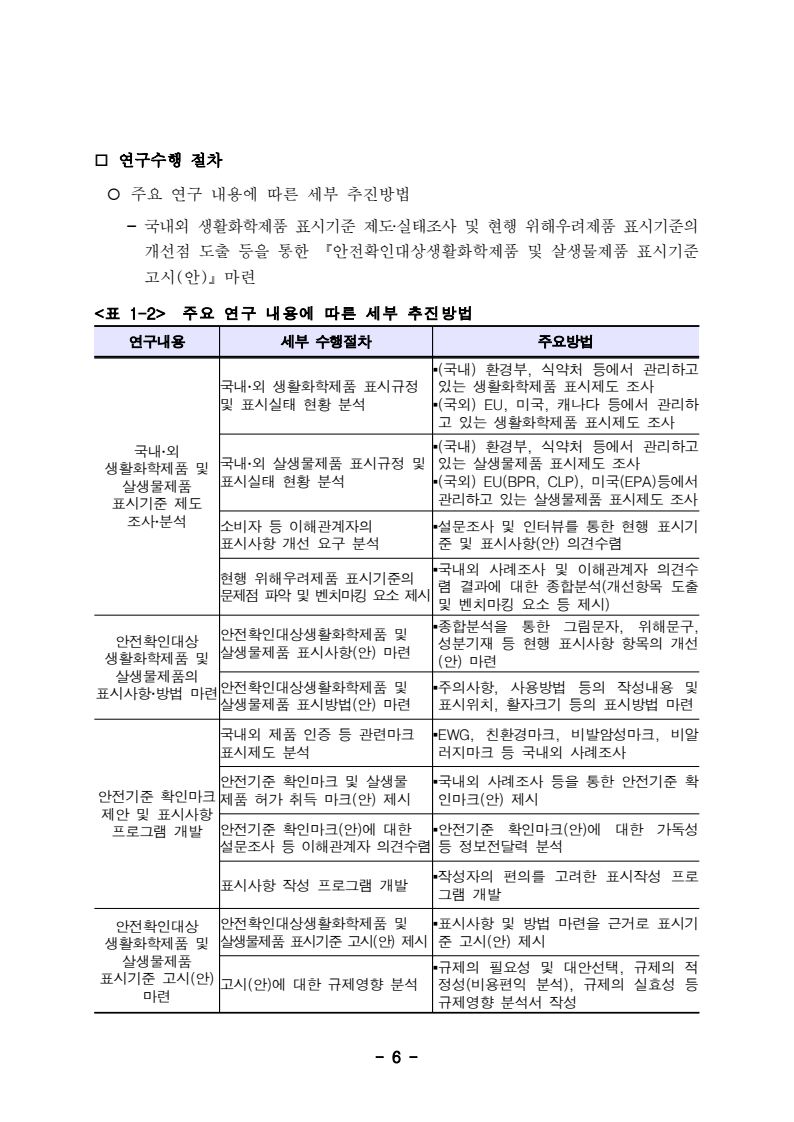 □ 연구수행 절차
○ 주요 연구 내용에 따른 세부 추진방법
- 국내외 생활화학제품 표시기준 제도·실태조사 및 현행 위해우려제품 표시기준의
개선점 도출 등을 통한 『안전확인대상생활화학제품 및 살생물제품 표시기준
고시(안)』 마련
<표 1-2> 주요 연구 내용에 따른 세부 추진방법
연구내용 세부 수행절차 주요방법
국내·외
생활화학제품 및
살생물제품
표시기준 제도
조사·분석
국내·외 생활화학제품 표시규정
및 표시실태 현황 분석
▪(국내) 환경부, 식약처 등에서 관리하고
있는 생활화학제품 표시제도 조사
▪(국외) EU, 미국, 캐나다 등에서 관리하
고 있는 생활화학제품 표시제도 조사
국내·외 살생물제품 표시규정 및
표시실태 현황 분석
▪(국내) 환경부, 식약처 등에서 관리하고
있는 살생물제품 표시제도 조사
▪(국외) EU(BPR, CLP), 미국(EPA)등에서
관리하고 있는 살생물제품 표시제도 조사
소비자 등 이해관계자의
표시사항 개선 요구 분석
▪설문조사 및 인터뷰를 통한 현행 표시기
준 및 표시사항(안) 의견수렴
현행 위해우려제품 표시기준의
문제점 파악 및 벤치마킹 요소 제시
▪국내외 사례조사 및 이해관계자 의견수
렴 결과에 대한 종합분석(개선항목 도출
및 벤치마킹 요소 등 제시)
안전확인대상
생활화학제품 및
살생물제품의
표시사항·방법 마련
안전확인대상생활화학제품 및
살생물제품 표시사항(안) 마련
▪종합분석을 통한 그림문자, 위해문구,
성분기재 등 현행 표시사항 항목의 개선
(안) 마련
안전확인대상생활화학제품 및
살생물제품 표시방법(안) 마련
▪주의사항, 사용방법 등의 작성내용 및
표시위치, 활자크기 등의 표시방법 마련
안전기준 확인마크
제안 및 표시사항
프로그램 개발
국내외 제품 인증 등 관련마크
표시제도 분석
▪EWG, 친환경마크, 비발암성마크, 비알
러지마크 등 국내외 사례조사
안전기준 확인마크 및 살생물
제품 허가 취득 마크(안) 제시
▪국내외 사례조사 등을 통한 안전기준 확
인마크(안) 제시
안전기준 확인마크(안)에 대한
설문조사 등 이해관계자 의견수렴
▪안전기준 확인마크(안)에 대한 가독성
등 정보전달력 분석
표시사항 작성 프로그램 개발
▪작성자의 편의를 고려한 표시작성 프로
그램 개발
안전확인대상
생활화학제품 및
살생물제품
표시기준 고시(안)
마련
안전확인대상생활화학제품 및
살생물제품 표시기준 고시(안) 제시
▪표시사항 및 방법 마련을 근거로 표시기
준 고시(안) 제시
고시(안)에 대한 규제영향 분석
▪규제의 필요성 및 대안선택, 규제의 적
정성(비용편익 분석), 규제의 실효성 등
규제영향 분석서 작성
- 6 -